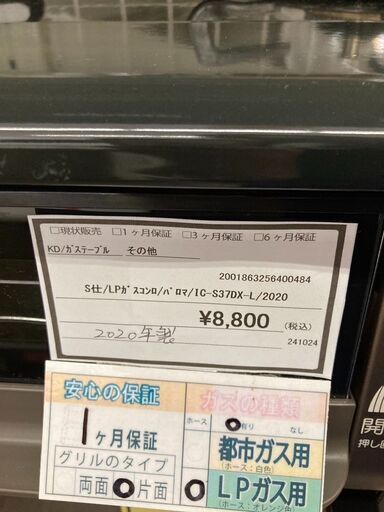 □現状販売 □1ヶ月保証 □3ヶ月保証 □6ヶ月保証
KD/ｶﾞｽﾃｰﾌﾞﾙ その他
2001863256400484
S仕/LPｶﾞｽｺﾝﾛ/ﾊﾟﾛﾏ/IC-S37DX-L/2020
¥8,800 (税込)
2020年製
241024
安心の保証
1ヶ月保証
グリルのタイプ
両面 片面
ガスの種類
ホース 有り なし
都市ガス用
(ホース:白色)
LPガス用
(ホース:オレンジ色)
開
押し